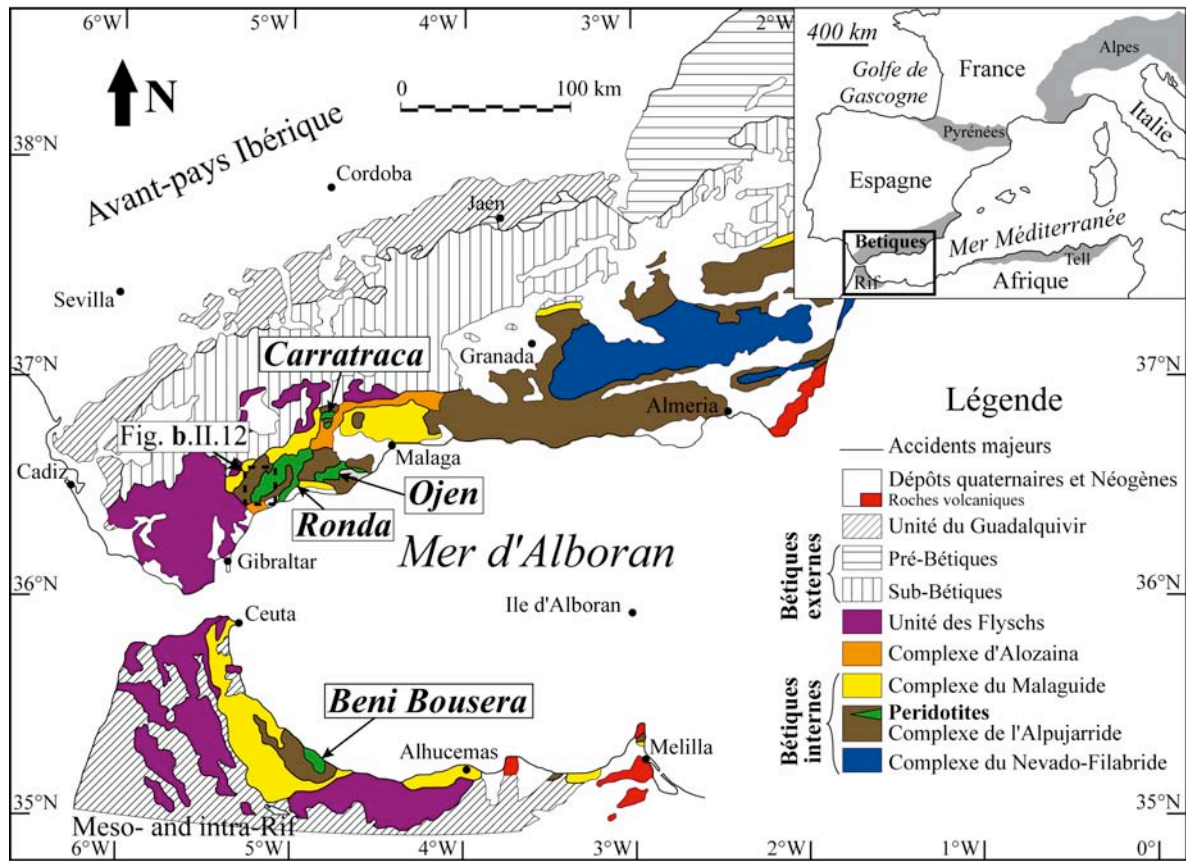 6°W 5°W 4°W 3°W 2°W
400 km
Golfe de
Gascogne
France
Alpes
Italie
Pyrénées
Espagne
Mer Méditerranée
Bétiques
Rif
Tell
Afrique
N
0 100 km
38°N
Avant-pays Ibérique
Cordoba
Jaen
Sevilla
Carratraca
Granada
37°N
37°N
Almeria
Fig. b.II.12
Malaga
Cadiz
Ojen
Ronda
Gibraltar
Mer d'Alboran
36°N
36°N
Ceuta
Ile d'Alboran
Beni Bousera
Alhucemas
Melilla
35°N
35°N
Meso- and intra-Rif
6°W 5°W 4°W 3°W 2°W 1°W 0°
Légende
Accidents majeurs
Dépôts quaternaires et Néogènes
Roches volcaniques
Unité du Guadalquivir
Bétiques
externes
Pré-Bétiques
Sub-Bétiques
Unité des Flyschs
Complexe d'Alozaina
Bétiques
internes
Complexe du Malaguide
Peridotites
Complexe de l'Alpujarride
Complexe du Nevado-Filabride